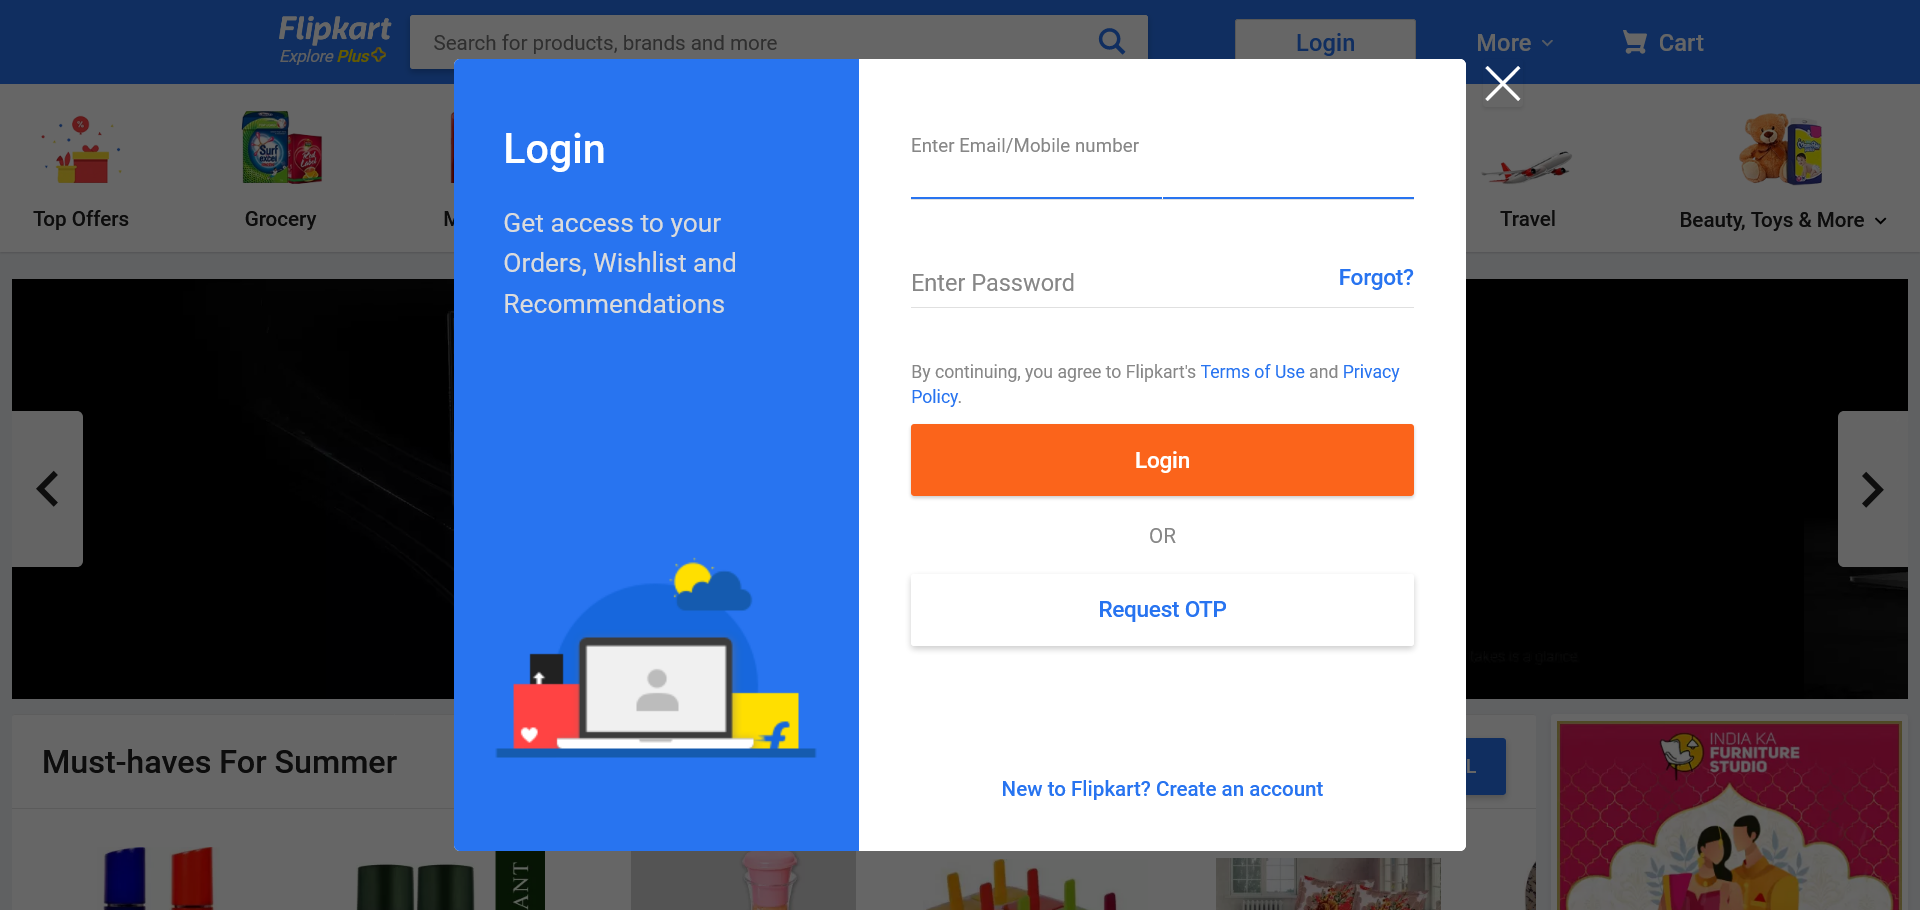 Flipkart
Explore Plus
Search for products, brands and more
Login
More
Cart
Top Offers
Grocery
Travel
Beauty, Toys & More
Login
Get access to your
Orders, Wishlist and
Recommendations
Enter Email/Mobile number
Enter Password
Forgot?
By continuing, you agree to Flipkart's Terms of Use and Privacy
Policy.
Login
OR
Request OTP
New to Flipkart? Create an account
Must-haves For Summer
INDIA KA
FURNITURE
STUDIO
Surf
excel